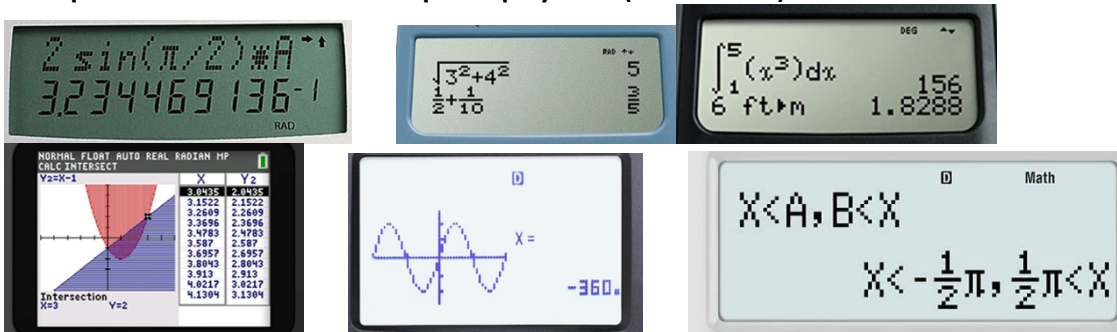 2 sin(π/2)*A
3.234469136⁻¹
RAD
RAD
√3²+4²
5
1/2+1/10
3/5
DEG
∫₁⁵(x³)dx
156
6 ft▸m
1.8288
NORMAL FLOAT AUTO REAL RADIAN MP
CALC INTERSECT
Y2=X-1
X Y2
3.0435 2.0435
3.1522 2.1522
3.2609 2.2609
3.3696 2.3696
3.4783 2.4783
3.587 2.587
3.6957 2.6957
3.8043 2.8043
3.913 2.913
4.0217 3.0217
4.1304 3.1304
Intersection
X=3 Y=2
D
X =
-360.
D Math
X<A, B<X
X<-1/2π, 1/2π<X